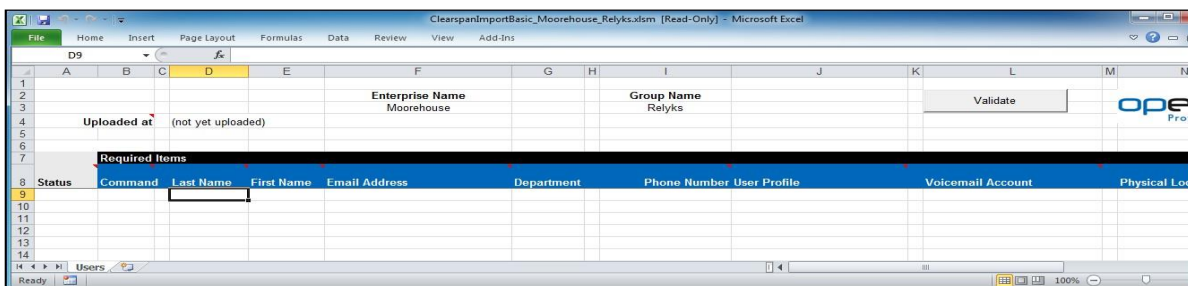 ClearspanImportBasic_Moorehouse_Relyks.xlsm [Read-Only] - Microsoft Excel
File Home Insert Page Layout Formulas Data Review View Add-Ins
D9 fx
A B C D E F G H I J K L M N
1
2 Enterprise Name Group Name Validate
3 Moorehouse Relyks
4 Uploaded at (not yet uploaded)
5
6
7 Required Items
8 Status Command Last Name First Name Email Address Department Phone Number User Profile Voicemail Account Physical Loc
9
10
11
12
13
14
Users
Ready 100%